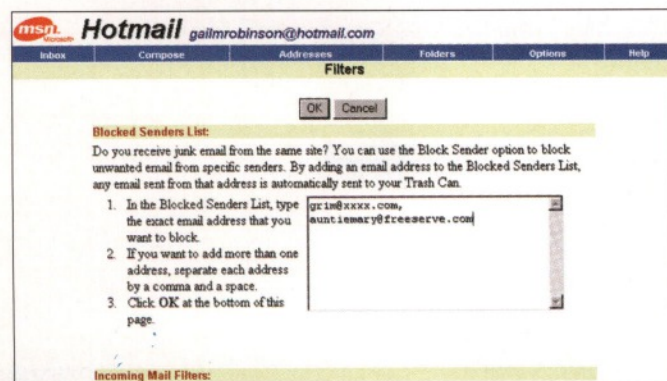 msn. Hotmail gailmrobinson@hotmail.com
Microsoft
Inbox Compose Addresses Folders Options Help
Filters
OK Cancel
Blocked Senders List:
Do you receive junk email from the same site? You can use the Block Sender option to block
unwanted email from specific senders. By adding an email address to the Blocked Senders List,
any email sent from that address is automatically sent to your Trash Can.
1. In the Blocked Senders List, type
the exact email address that you
want to block.
2. If you want to add more than one
address, separate each address
by a comma and a space.
3. Click OK at the bottom of this
page.
grim@xxxx.com,
auntiemary@freeserve.com
Incoming Mail Filters: